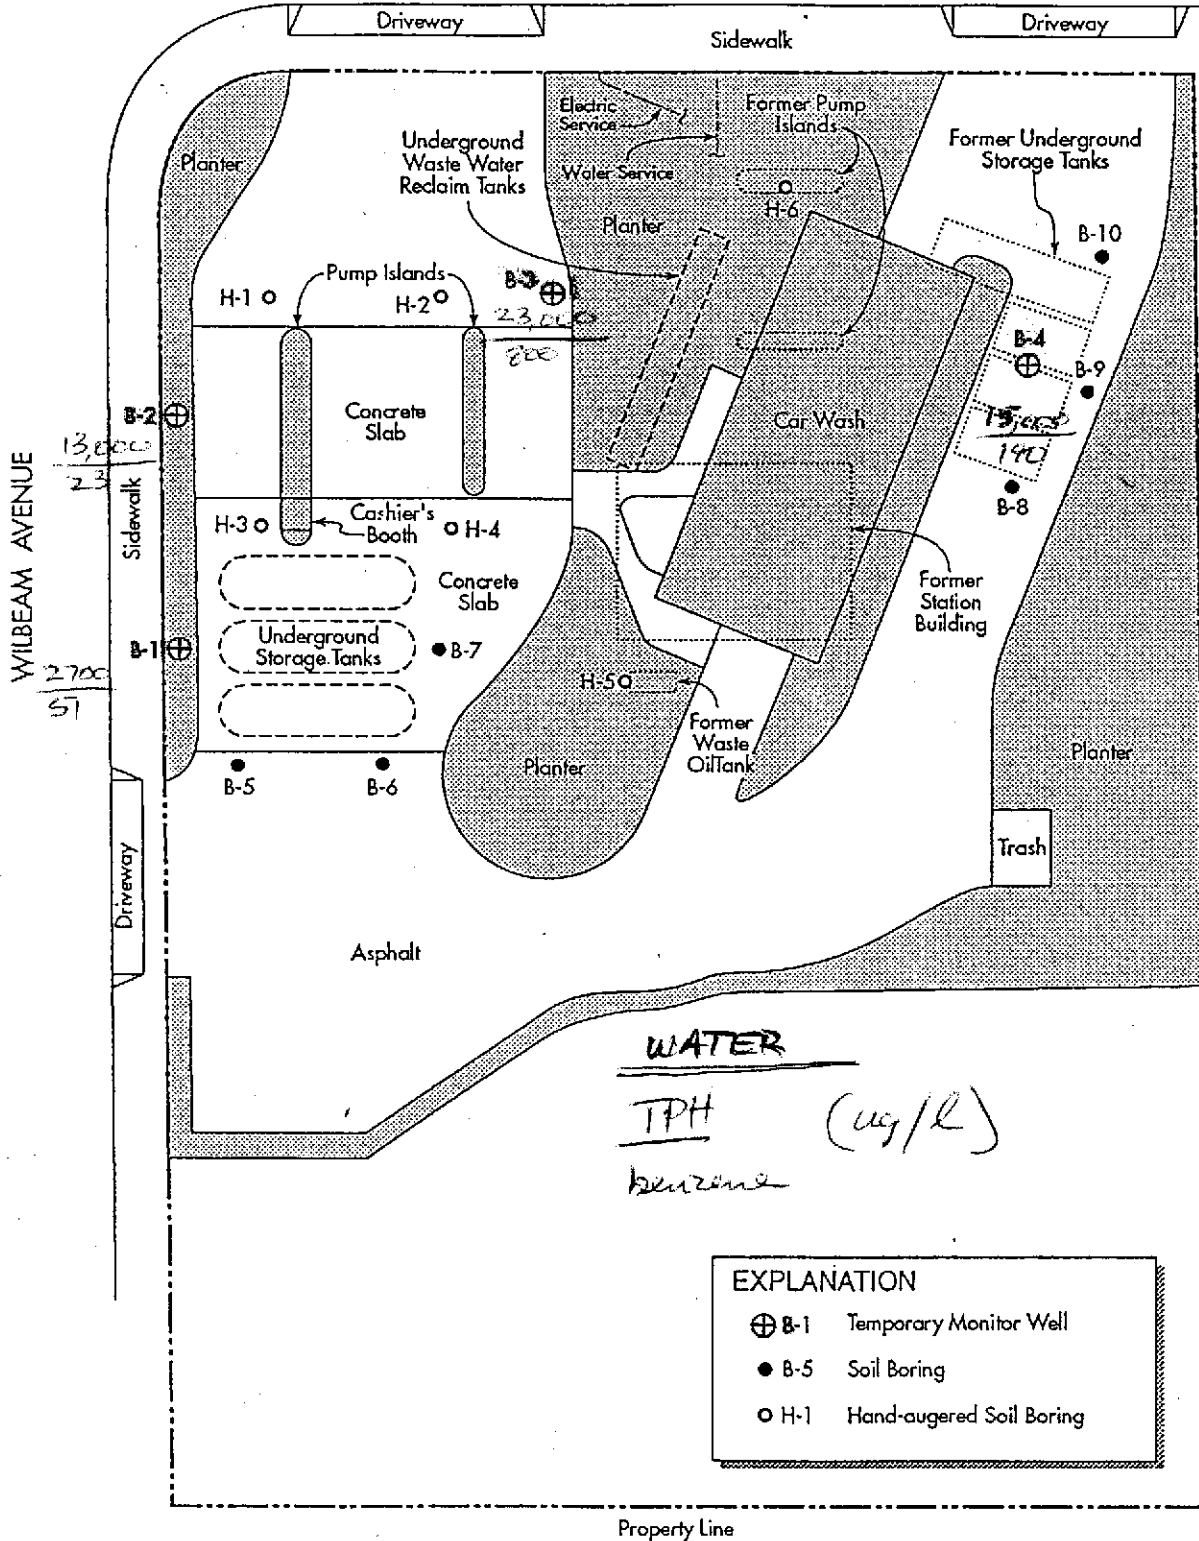 Driveway
Driveway
Sidewalk
Planter
Underground
Waste Water
Reclaim Tanks
Electric
Service
Water Service
Former Pump
Islands
H-6
Former Underground
Storage Tanks
Planter
B-10
Pump Islands
H-1
H-2
B-3
23,000
800
B-4
B-9
190
B-8
B-2
13,000
23
Concrete
Slab
Car Wash
WILBEAM AVENUE
Sidewalk
H-3
Cashier's
Booth
H-4
Concrete
Slab
Former
Station
Building
B-1
2700
51
Underground
Storage Tanks
B-7
H-5
Former
Waste
Oil Tank
Planter
Planter
B-5
B-6
Trash
Driveway
Asphalt
WATER
TPH (ug/l)
benzene
EXPLANATION
B-1 Temporary Monitor Well
B-5 Soil Boring
H-1 Hand-augered Soil Boring
Property Line